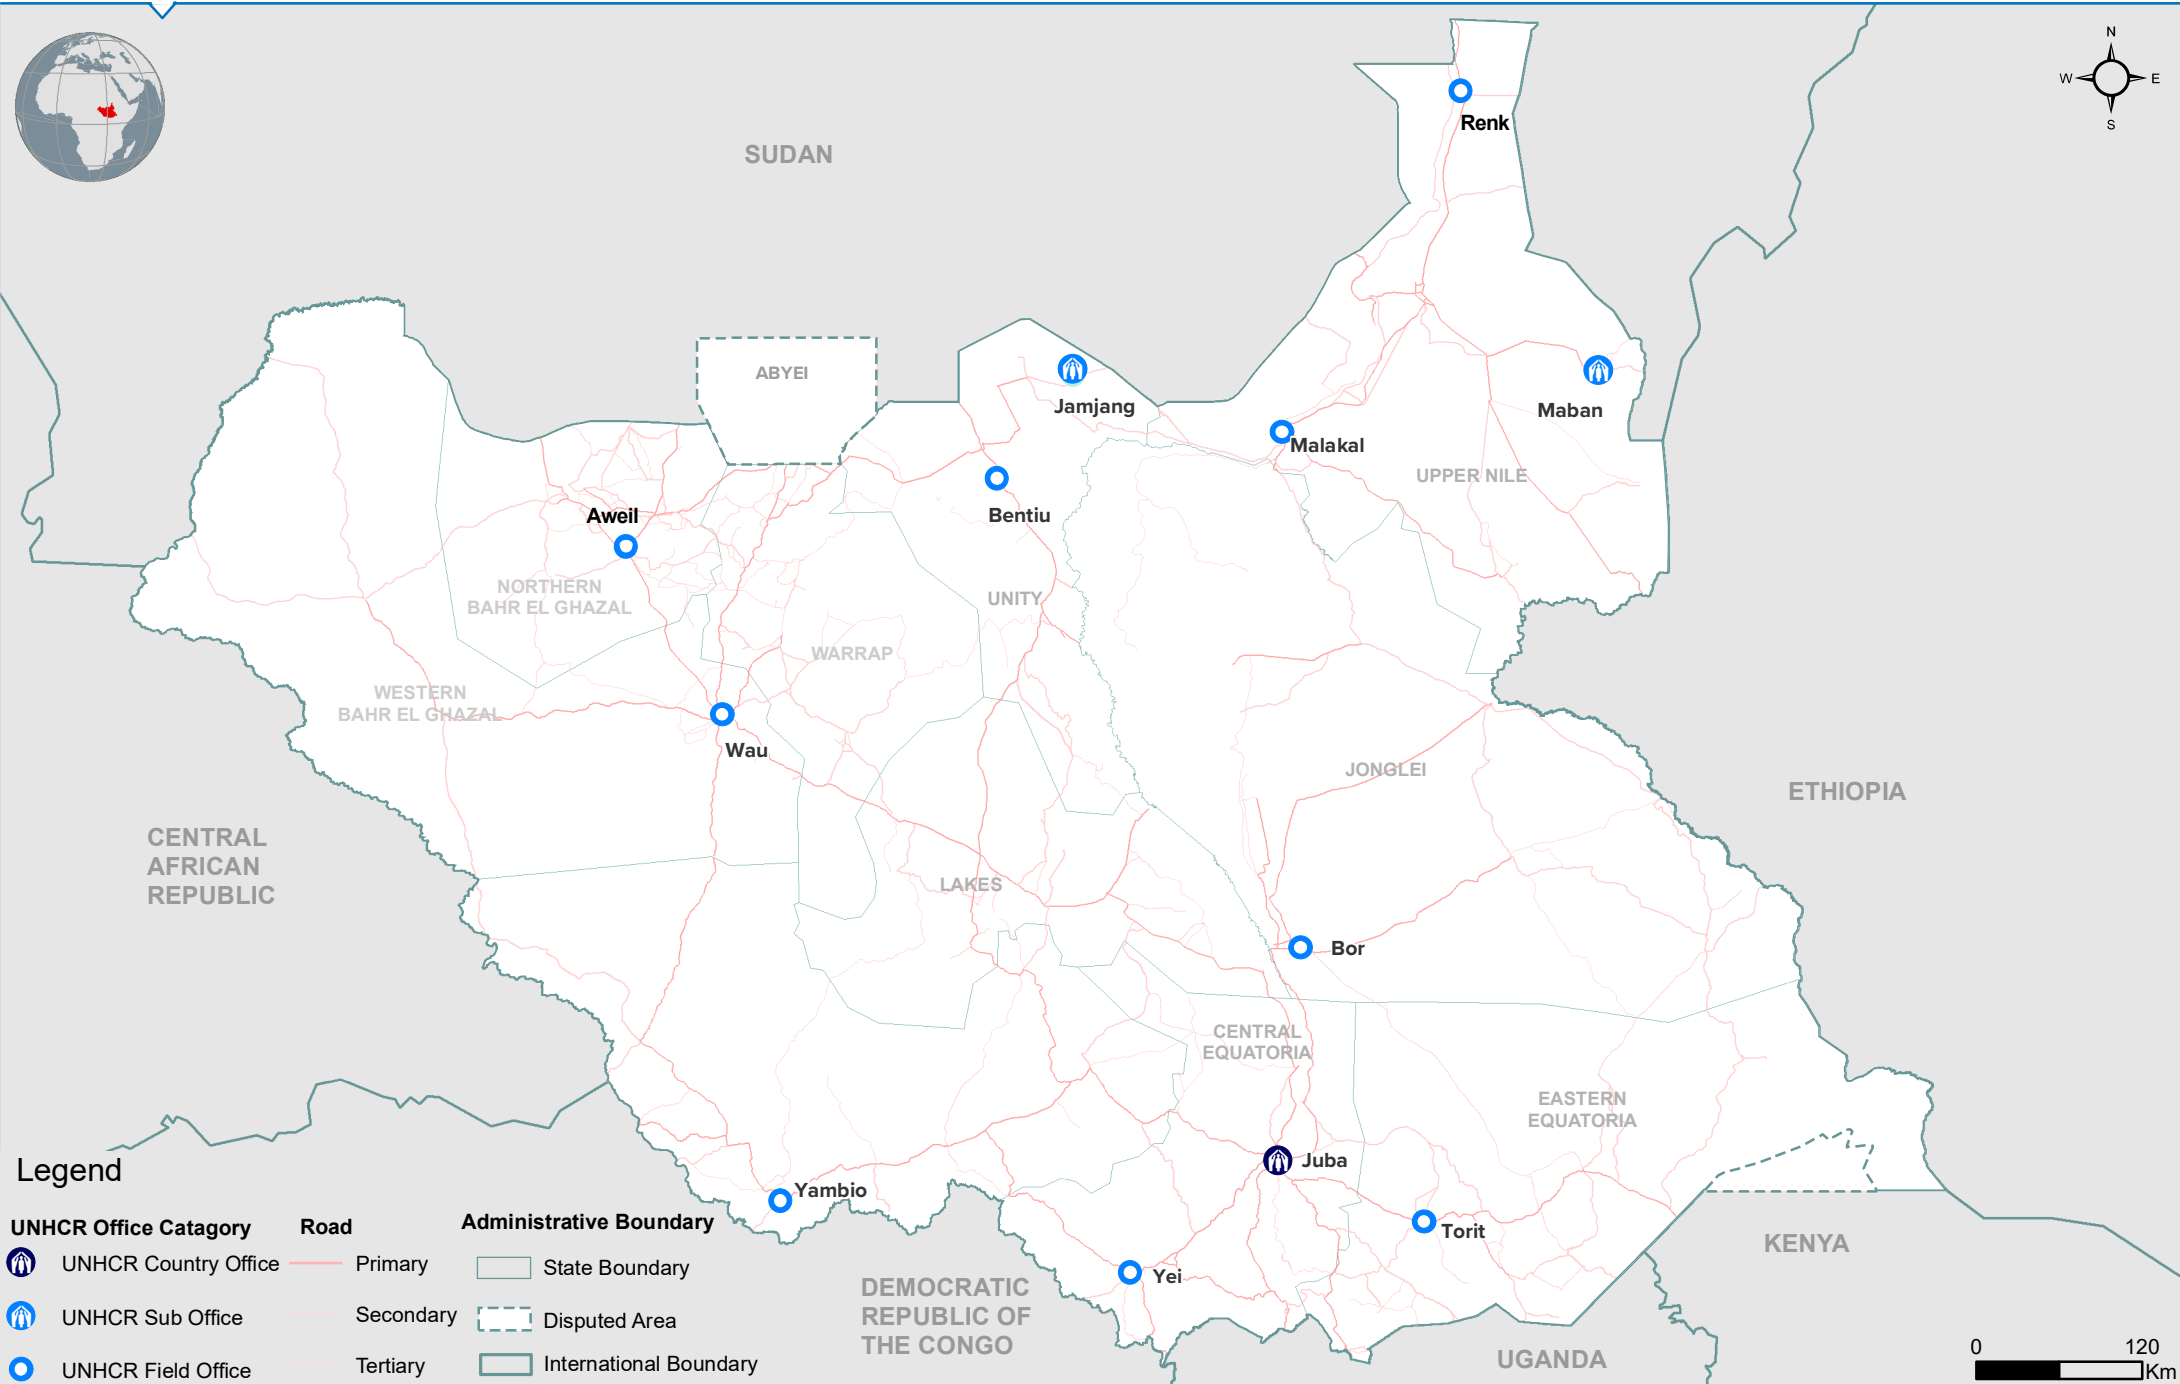 N
W
E
S
Renk
SUDAN
ABYEI
Jamjang
Maban
Malakal
UPPER NILE
Bentiu
Aweil
NORTHERN
BAHR EL GHAZAL
UNITY
WARRAP
WESTERN
BAHR EL GHAZAL
Wau
JONGLEI
ETHIOPIA
CENTRAL
AFRICAN
REPUBLIC
LAKES
Bor
CENTRAL
EQUATORIA
EASTERN
EQUATORIA
Juba
Yambio
Torit
KENYA
Yei
DEMOCRATIC
REPUBLIC OF
THE CONGO
UGANDA
Legend
UNHCR Office Catagory
UNHCR Country Office
UNHCR Sub Office
UNHCR Field Office
Road
Primary
Secondary
Tertiary
Administrative Boundary
State Boundary
Disputed Area
International Boundary
0 120
Km